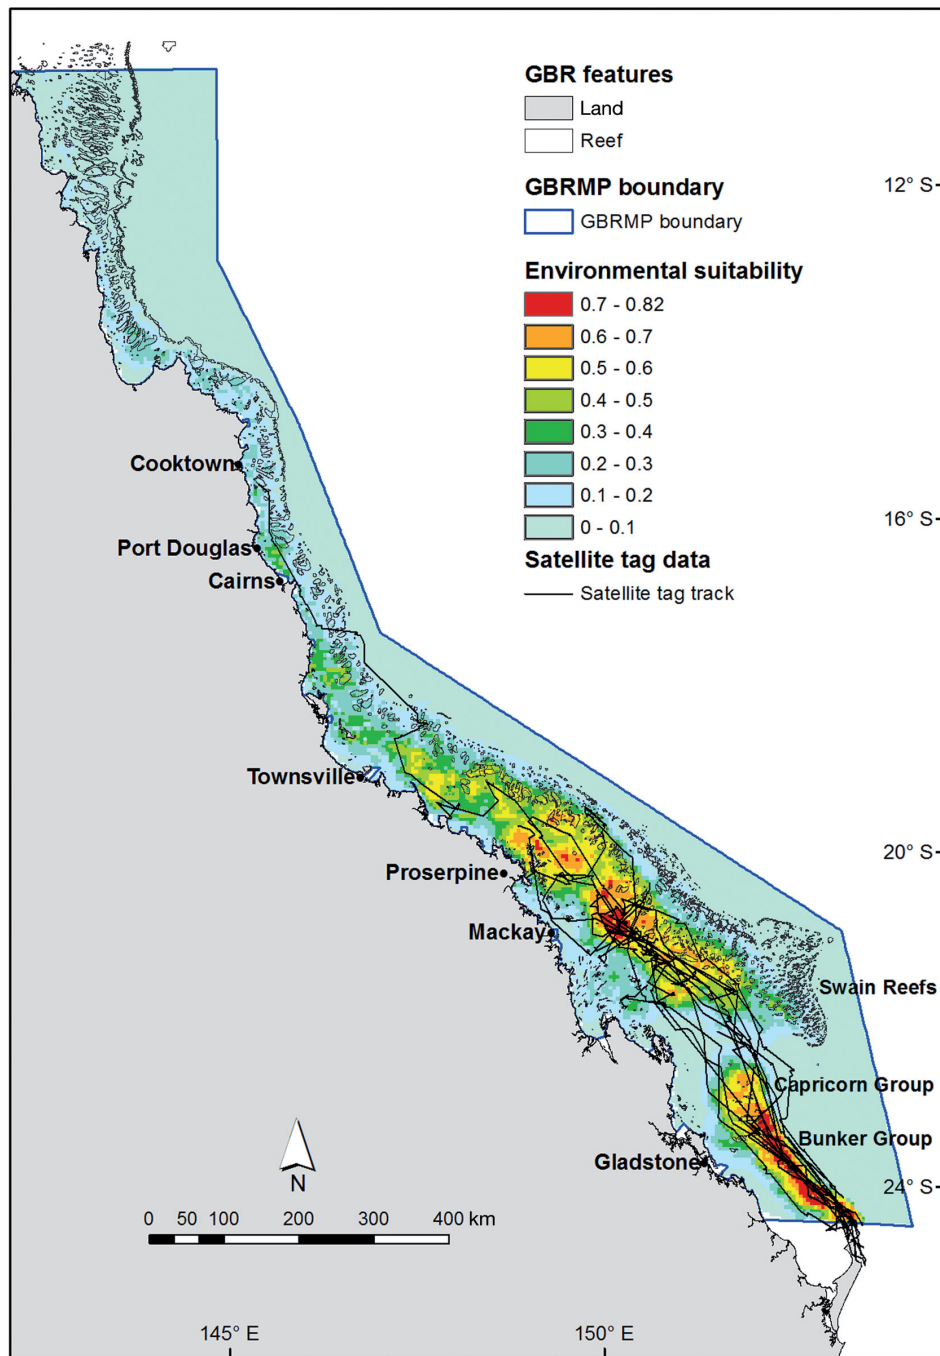 GBR features
Land
Reef
12° S
GBRMP boundary
GBRMP boundary
Environmental suitability
0.7 - 0.82
0.6 - 0.7
0.5 - 0.6
0.4 - 0.5
0.3 - 0.4
0.2 - 0.3
0.1 - 0.2
0 - 0.1
Satellite tag data
Satellite tag track
Cooktown
16° S
Port Douglas
Cairns
Townsville
20° S
Proserpine
Mackay
Swain Reefs
Capricorn Group
Bunker Group
Gladstone
24° S
N
0 50 100 200 300 400 km
145° E 150° E